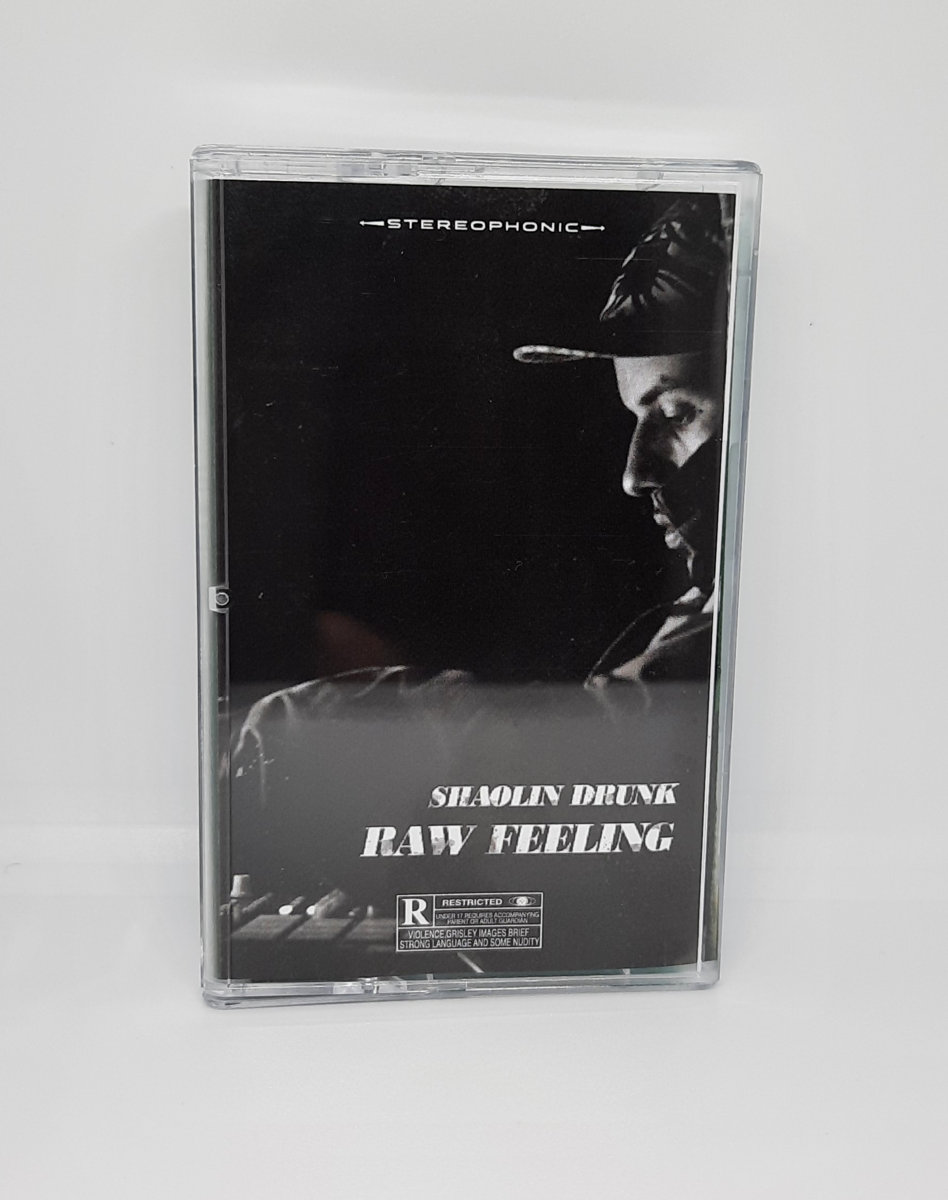 STEREOPHONIC
SHAOLIN DRUNK
RAW FEELING
R
RESTRICTED
UNDER 17 REQUIRES ACCOMPANYING
PARENT OR ADULT GUARDIAN
VIOLENCE,GRISLEY IMAGES BRIEF
STRONG LANGUAGE AND SOME NUDITY